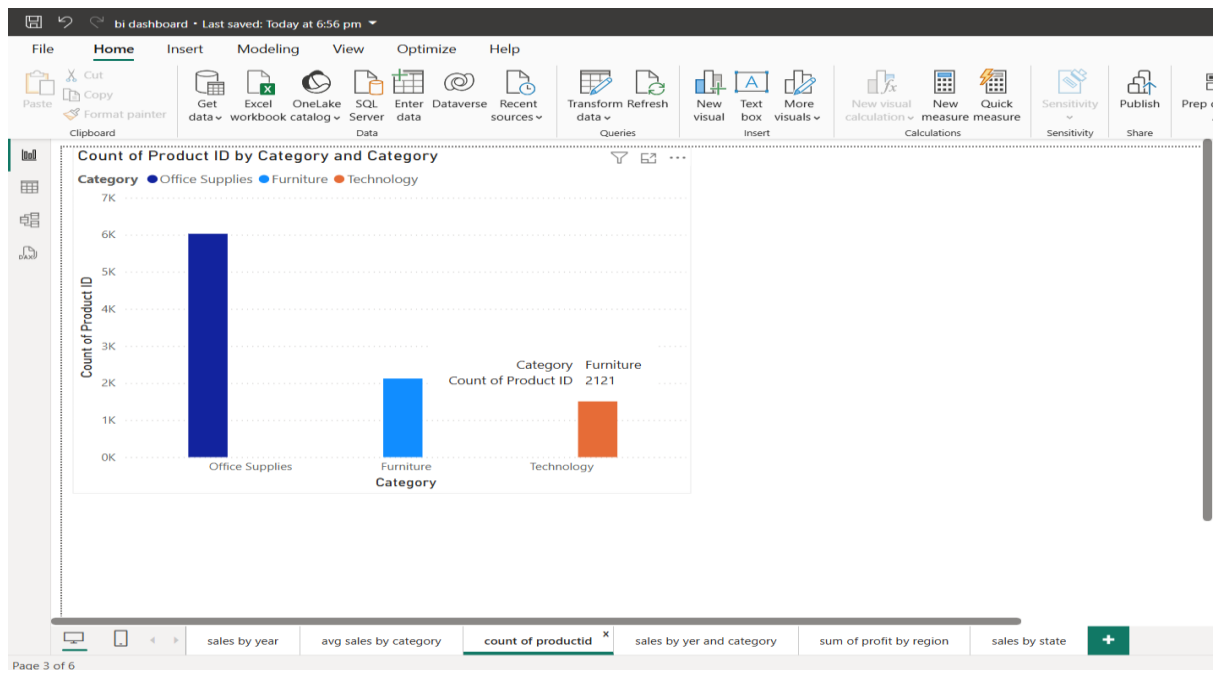 bi dashboard • Last saved: Today at 6:56 pm
File Home Insert Modeling View Optimize Help
Paste
Cut
Copy
Format painter
Clipboard
Get data
Excel workbook
OneLake catalog
SQL Server
Enter data
Dataverse
Recent sources
Data
Transform data
Refresh
Queries
New visual
Text box
More visuals
Insert
New visual calculation
New measure
Quick measure
Calculations
Sensitivity
Sensitivity
Publish
Share
Prep
DAX
Count of Product ID by Category and Category
Category Office Supplies Furniture Technology
7K
6K
5K
4K
3K
2K
1K
0K
Count of Product ID
Category Furniture
Count of Product ID 2121
Office Supplies Furniture Technology
Category
sales by year avg sales by category count of productid x sales by yer and category sum of profit by region sales by state +
Page 3 of 6